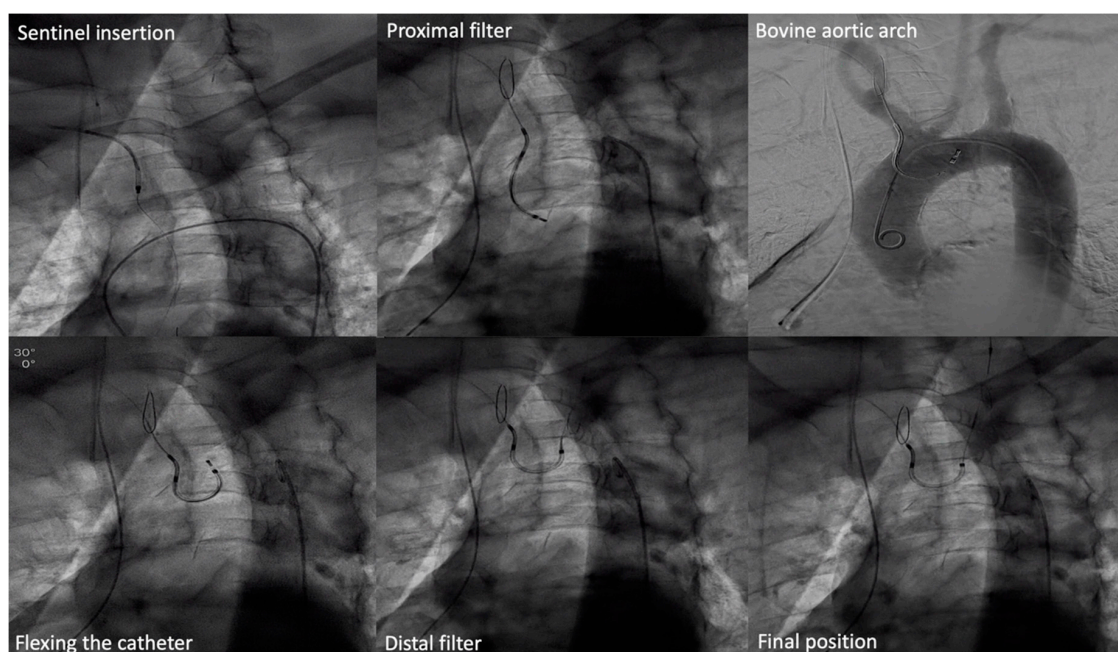 Sentinel insertion
Proximal filter
Bovine aortic arch
30°
0°
Flexing the catheter
Distal filter
Final position